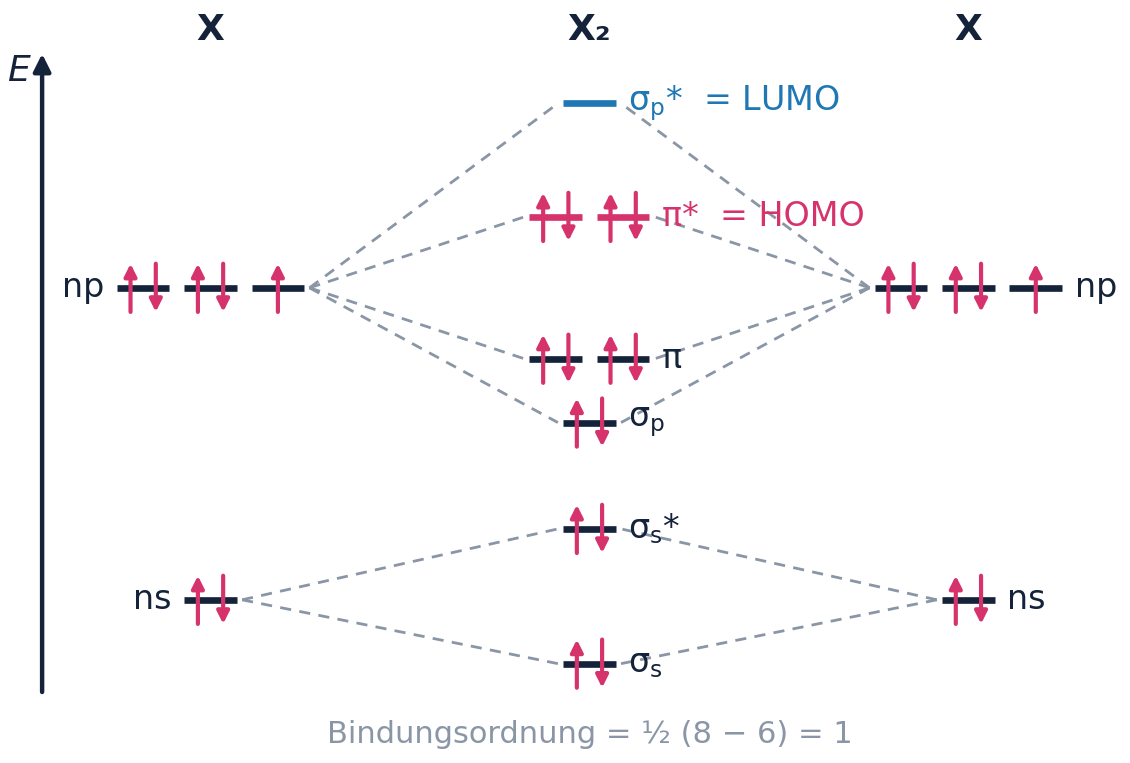 X X₂ X
E
σp* = LUMO
π* = HOMO
np np
π
σp
σs*
ns ns
σs
Bindungsordnung = ½ (8 − 6) = 1